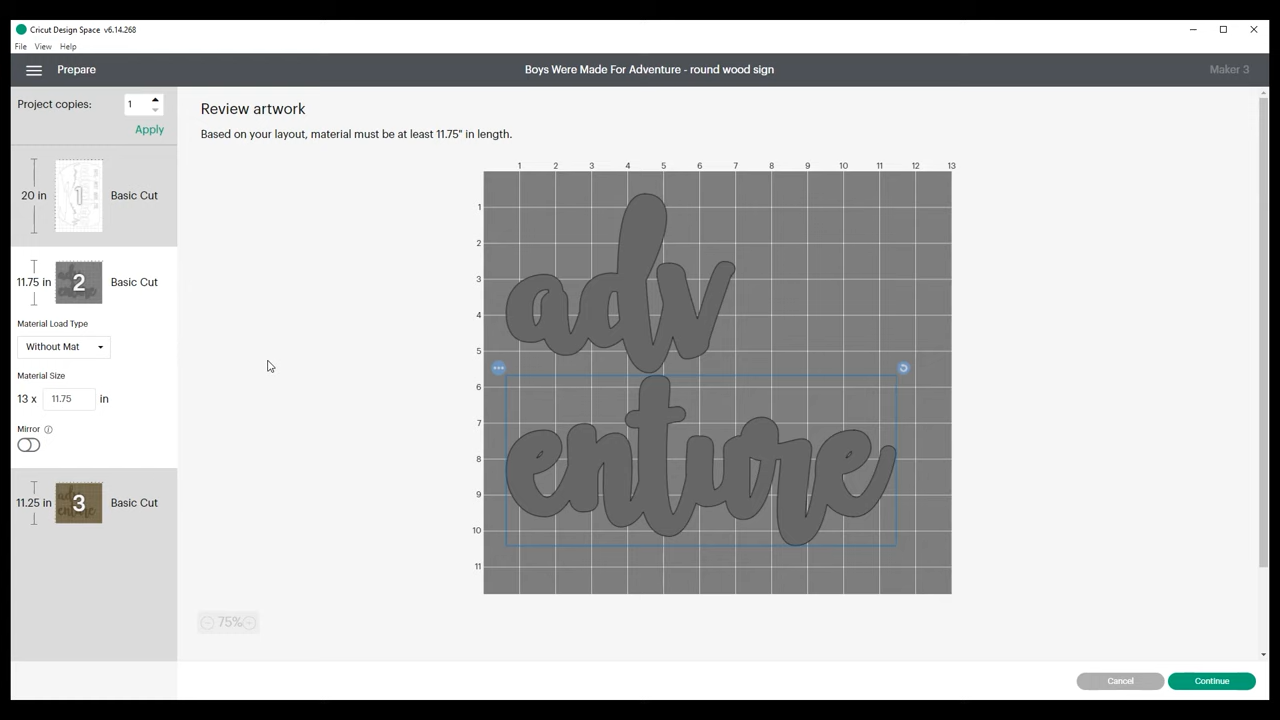 Cricut Design Space v6.14.268
File View Help
Prepare
Boys Were Made For Adventure - round wood sign
Maker 3
Project copies: 1
Apply
20 in 1 Basic Cut
11.75 in 2 Basic Cut
Material Load Type
Without Mat
Material Size
13 x 11.75 in
Mirror
11.25 in 3 Basic Cut
Review artwork
Based on your layout, material must be at least 11.75" in length.
1 2 3 4 5 6 7 8 9 10 11 12 13
1
2
3
4
5
6
7
8
9
10
11
adv
enture
75%
Cancel Continue